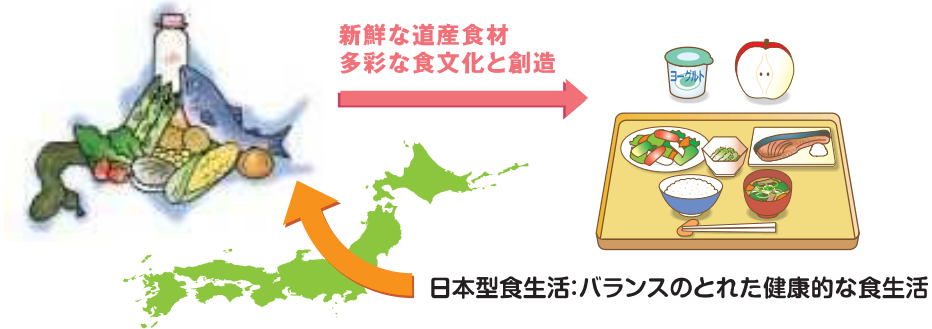 新鮮な道産食材
多彩な食文化と創造
ヨーグルト
日本型食生活:バランスのとれた健康的な食生活